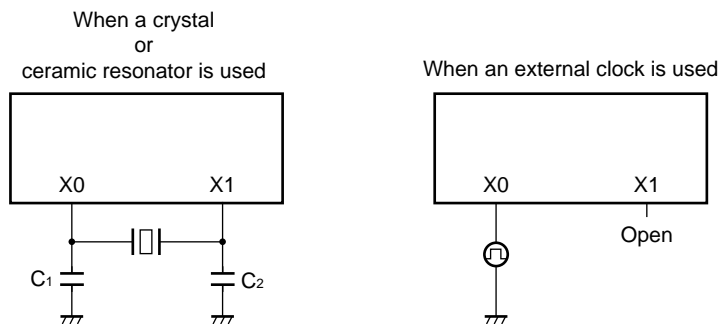 When a crystal
or
ceramic resonator is used
X0 X1
C1 C2
When an external clock is used
X0 X1
Open